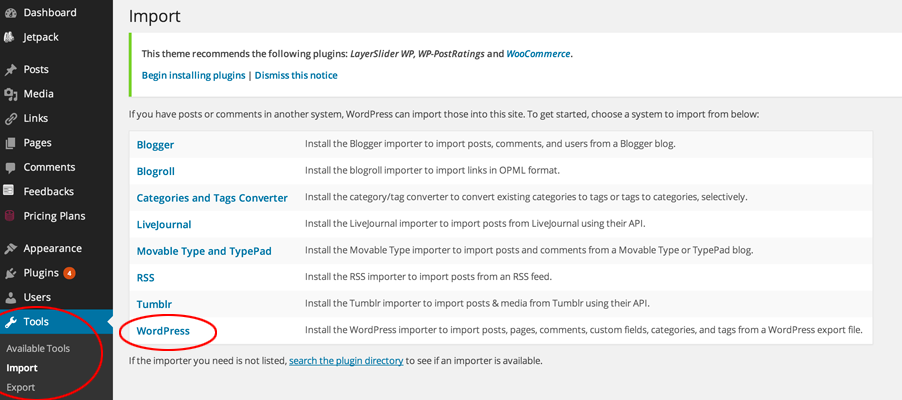 Dashboard
Jetpack
Posts
Media
Links
Pages
Comments
Feedbacks
Pricing Plans
Appearance
Plugins 4
Users
Tools
Available Tools
Import
Export
Import
This theme recommends the following plugins: LayerSlider WP, WP-PostRatings and WooCommerce.
Begin installing plugins | Dismiss this notice
If you have posts or comments in another system, WordPress can import those into this site. To get started, choose a system to import from below:
Blogger Install the Blogger importer to import posts, comments, and users from a Blogger blog.
Blogroll Install the blogroll importer to import links in OPML format.
Categories and Tags Converter Install the category/tag converter to convert existing categories to tags or tags to categories, selectively.
LiveJournal Install the LiveJournal importer to import posts from LiveJournal using their API.
Movable Type and TypePad Install the Movable Type importer to import posts and comments from a Movable Type or TypePad blog.
RSS Install the RSS importer to import posts from an RSS feed.
Tumblr Install the Tumblr importer to import posts & media from Tumblr using their API.
WordPress Install the WordPress importer to import posts, pages, comments, custom fields, categories, and tags from a WordPress export file.
If the importer you need is not listed, search the plugin directory to see if an importer is available.